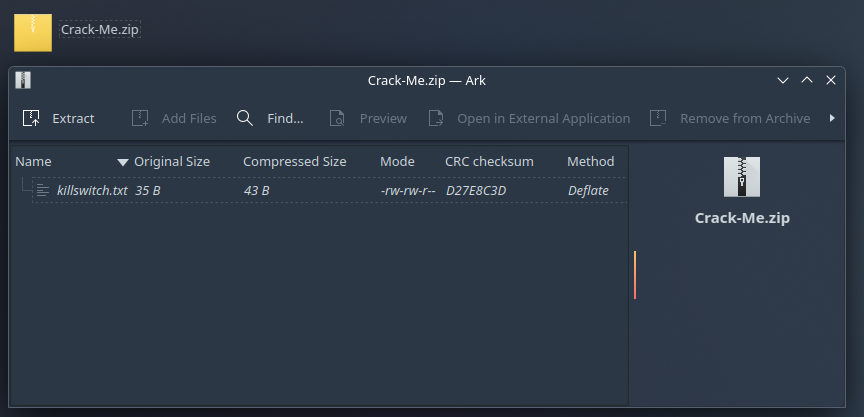 Crack-Me.zip
Crack-Me.zip — Ark
Extract Add Files Find... Preview Open in External Application Remove from Archive
Name Original Size Compressed Size Mode CRC checksum Method
killswitch.txt 35 B 43 B -rw-rw-r-- D27E8C3D Deflate
Crack-Me.zip